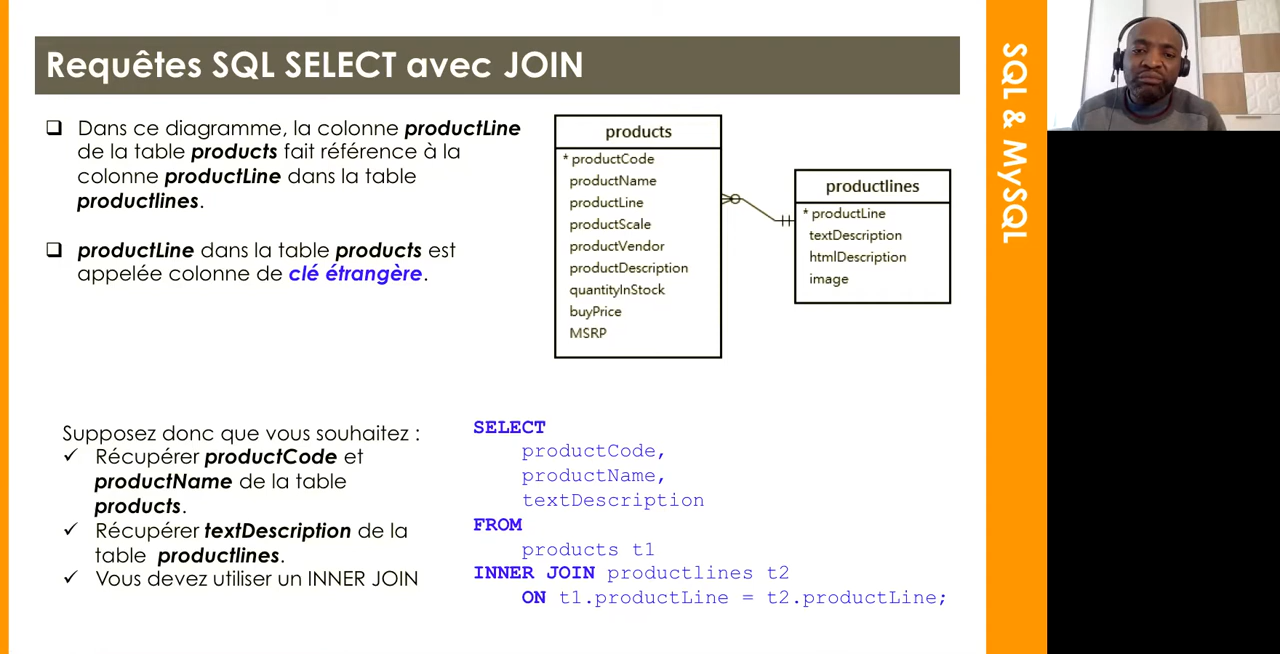 Requêtes SQL SELECT avec JOIN
Dans ce diagramme, la colonne productLine
de la table products fait référence à la
colonne productLine dans la table
productlines.
productLine dans la table products est
appelée colonne de clé étrangère.
products
* productCode
productName
productLine
productScale
productVendor
productDescription
quantityInStock
buyPrice
MSRP
productlines
* productLine
textDescription
htmlDescription
image
Supposez donc que vous souhaitez :
Récupérer productCode et
productName de la table
products.
Récupérer textDescription de la
table productlines.
Vous devez utiliser un INNER JOIN
SELECT
productCode,
productName,
textDescription
FROM
products t1
INNER JOIN productlines t2
ON t1.productLine = t2.productLine;
SQL & MySQL